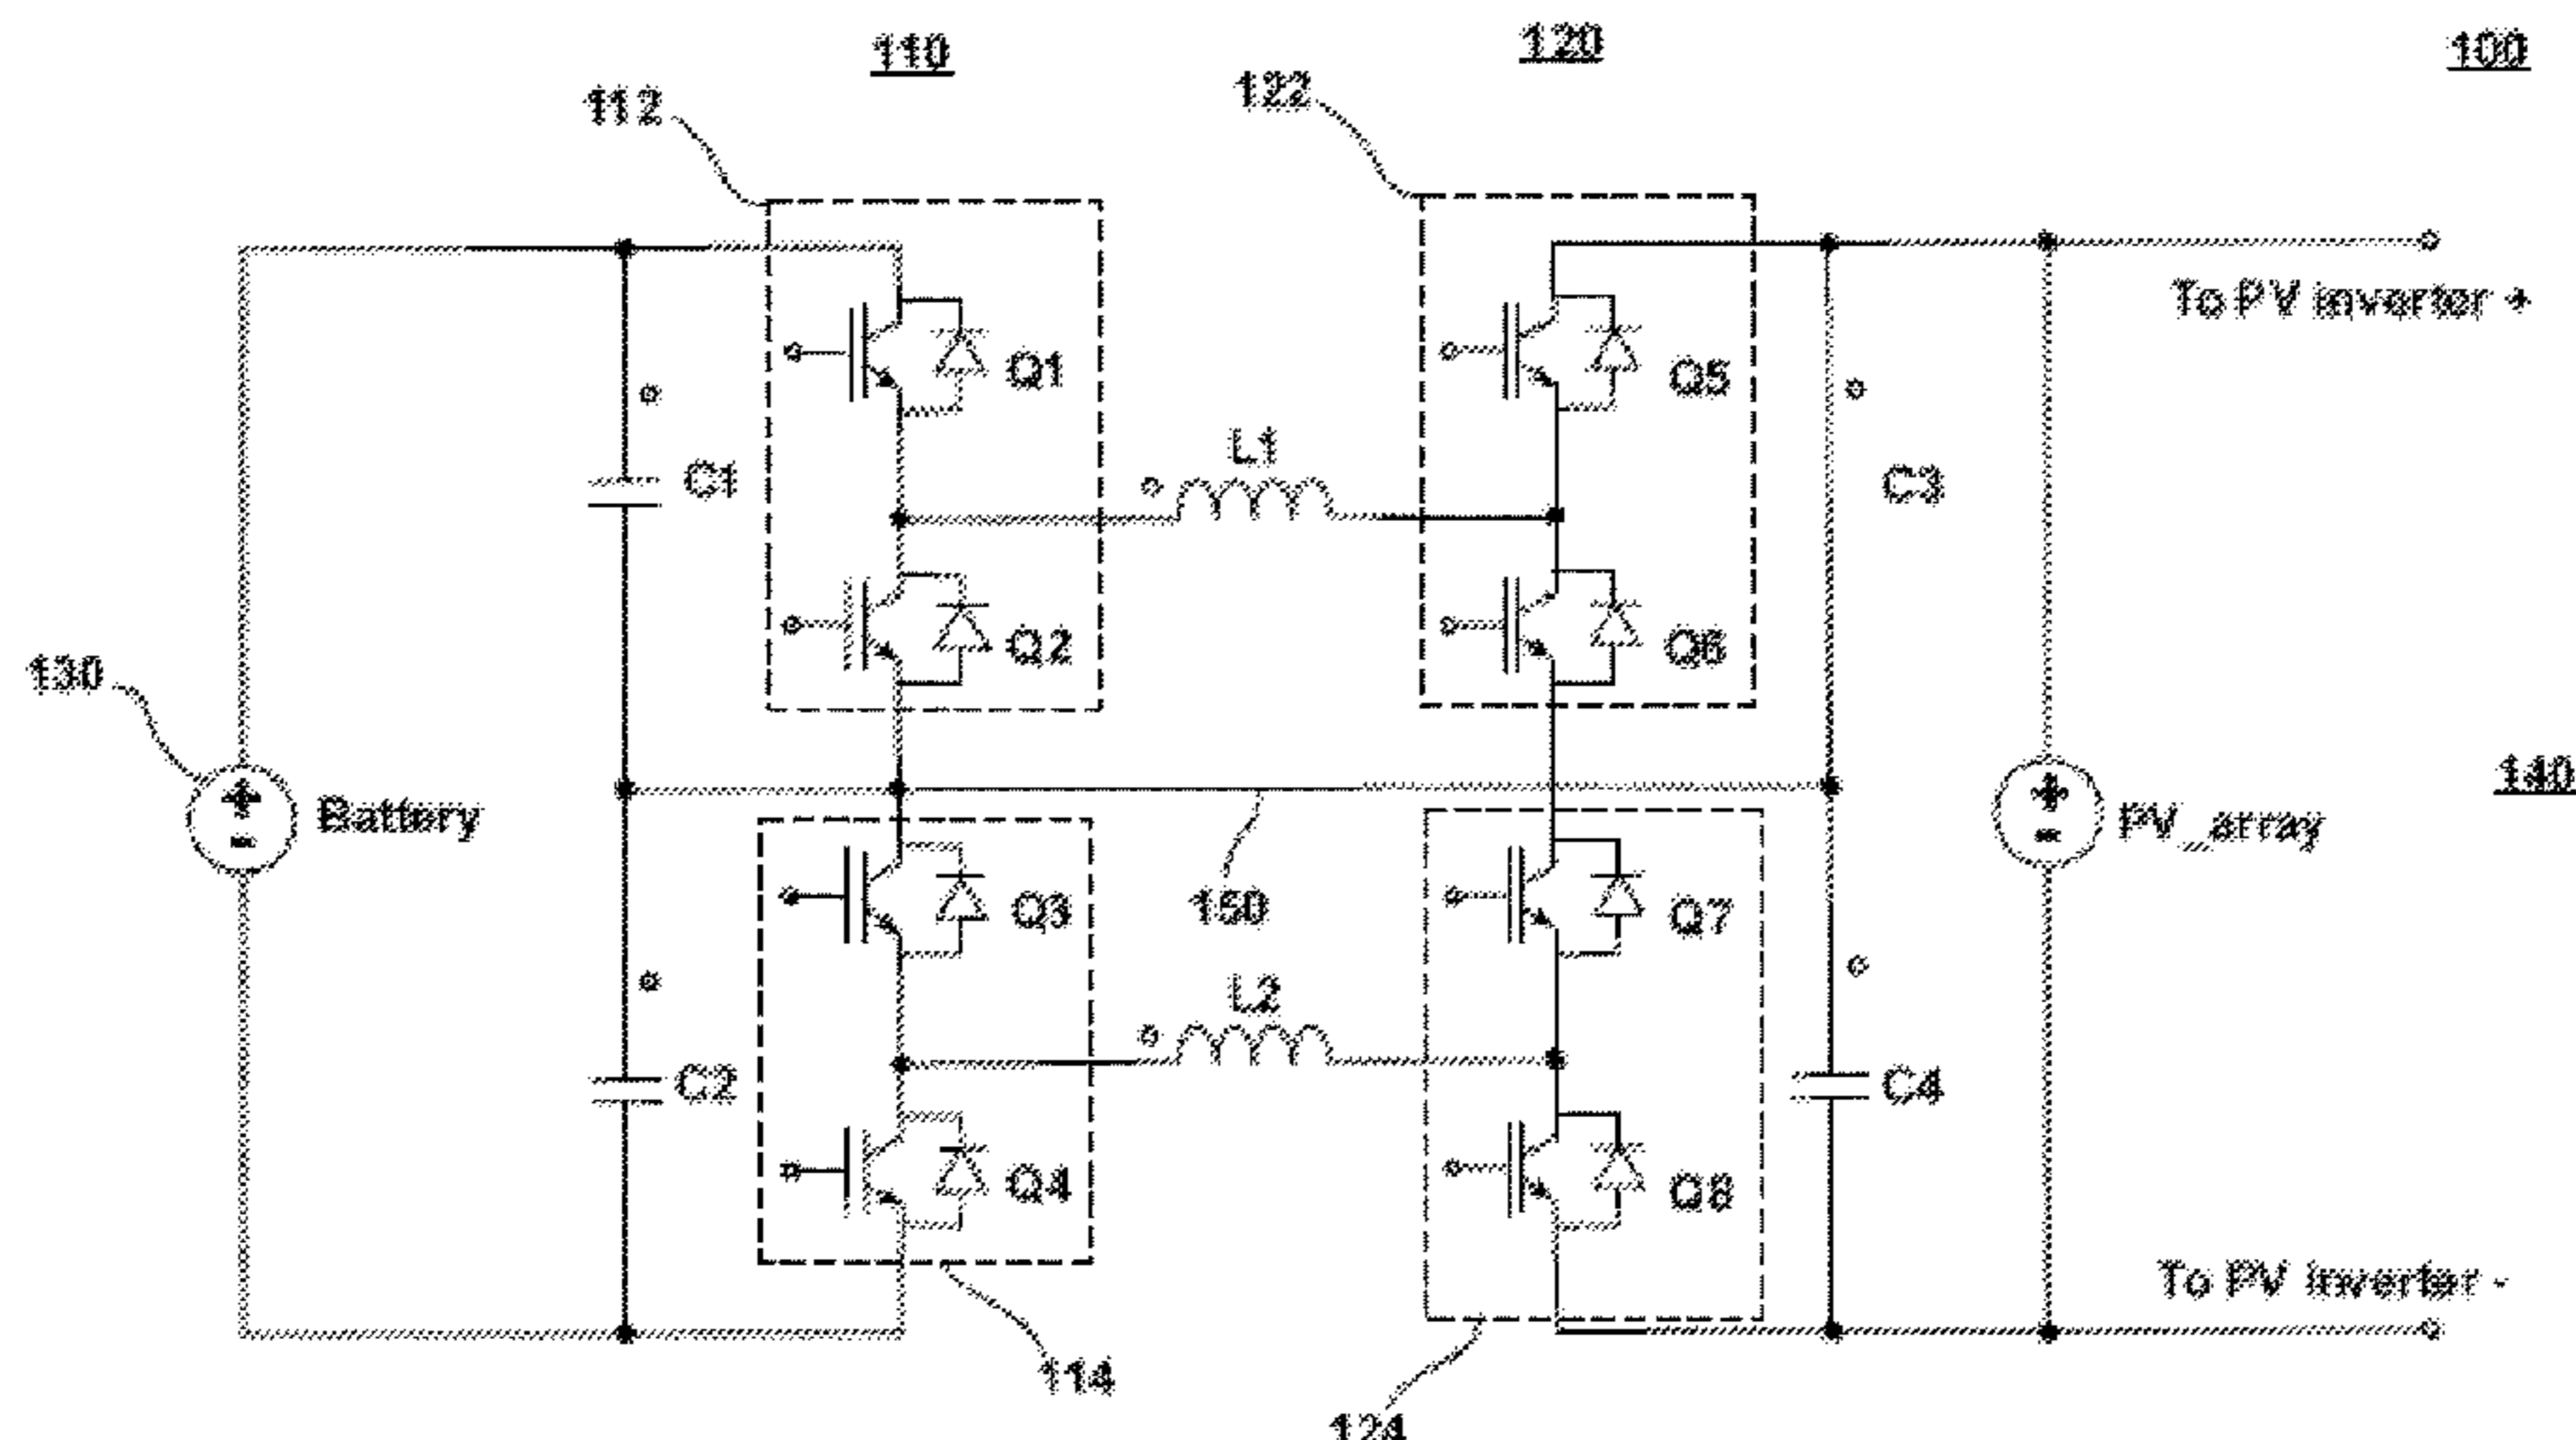 110
120
100
112
122
To PV inverter +
Q1
Q5
L1
C1
C3
Q2
Q6
130
140
Battery
PV_array
150
Q3
Q7
L2
C2
C4
Q4
Q8
To PV inverter -
114
124